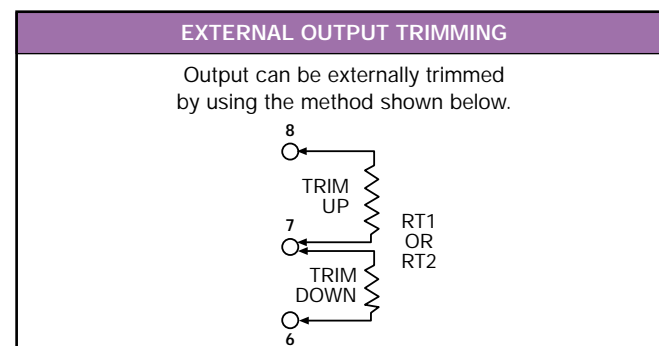 EXTERNAL OUTPUT TRIMMING
Output can be externally trimmed
by using the method shown below.
8
TRIM
UP
7
RT1
OR
RT2
TRIM
DOWN
6